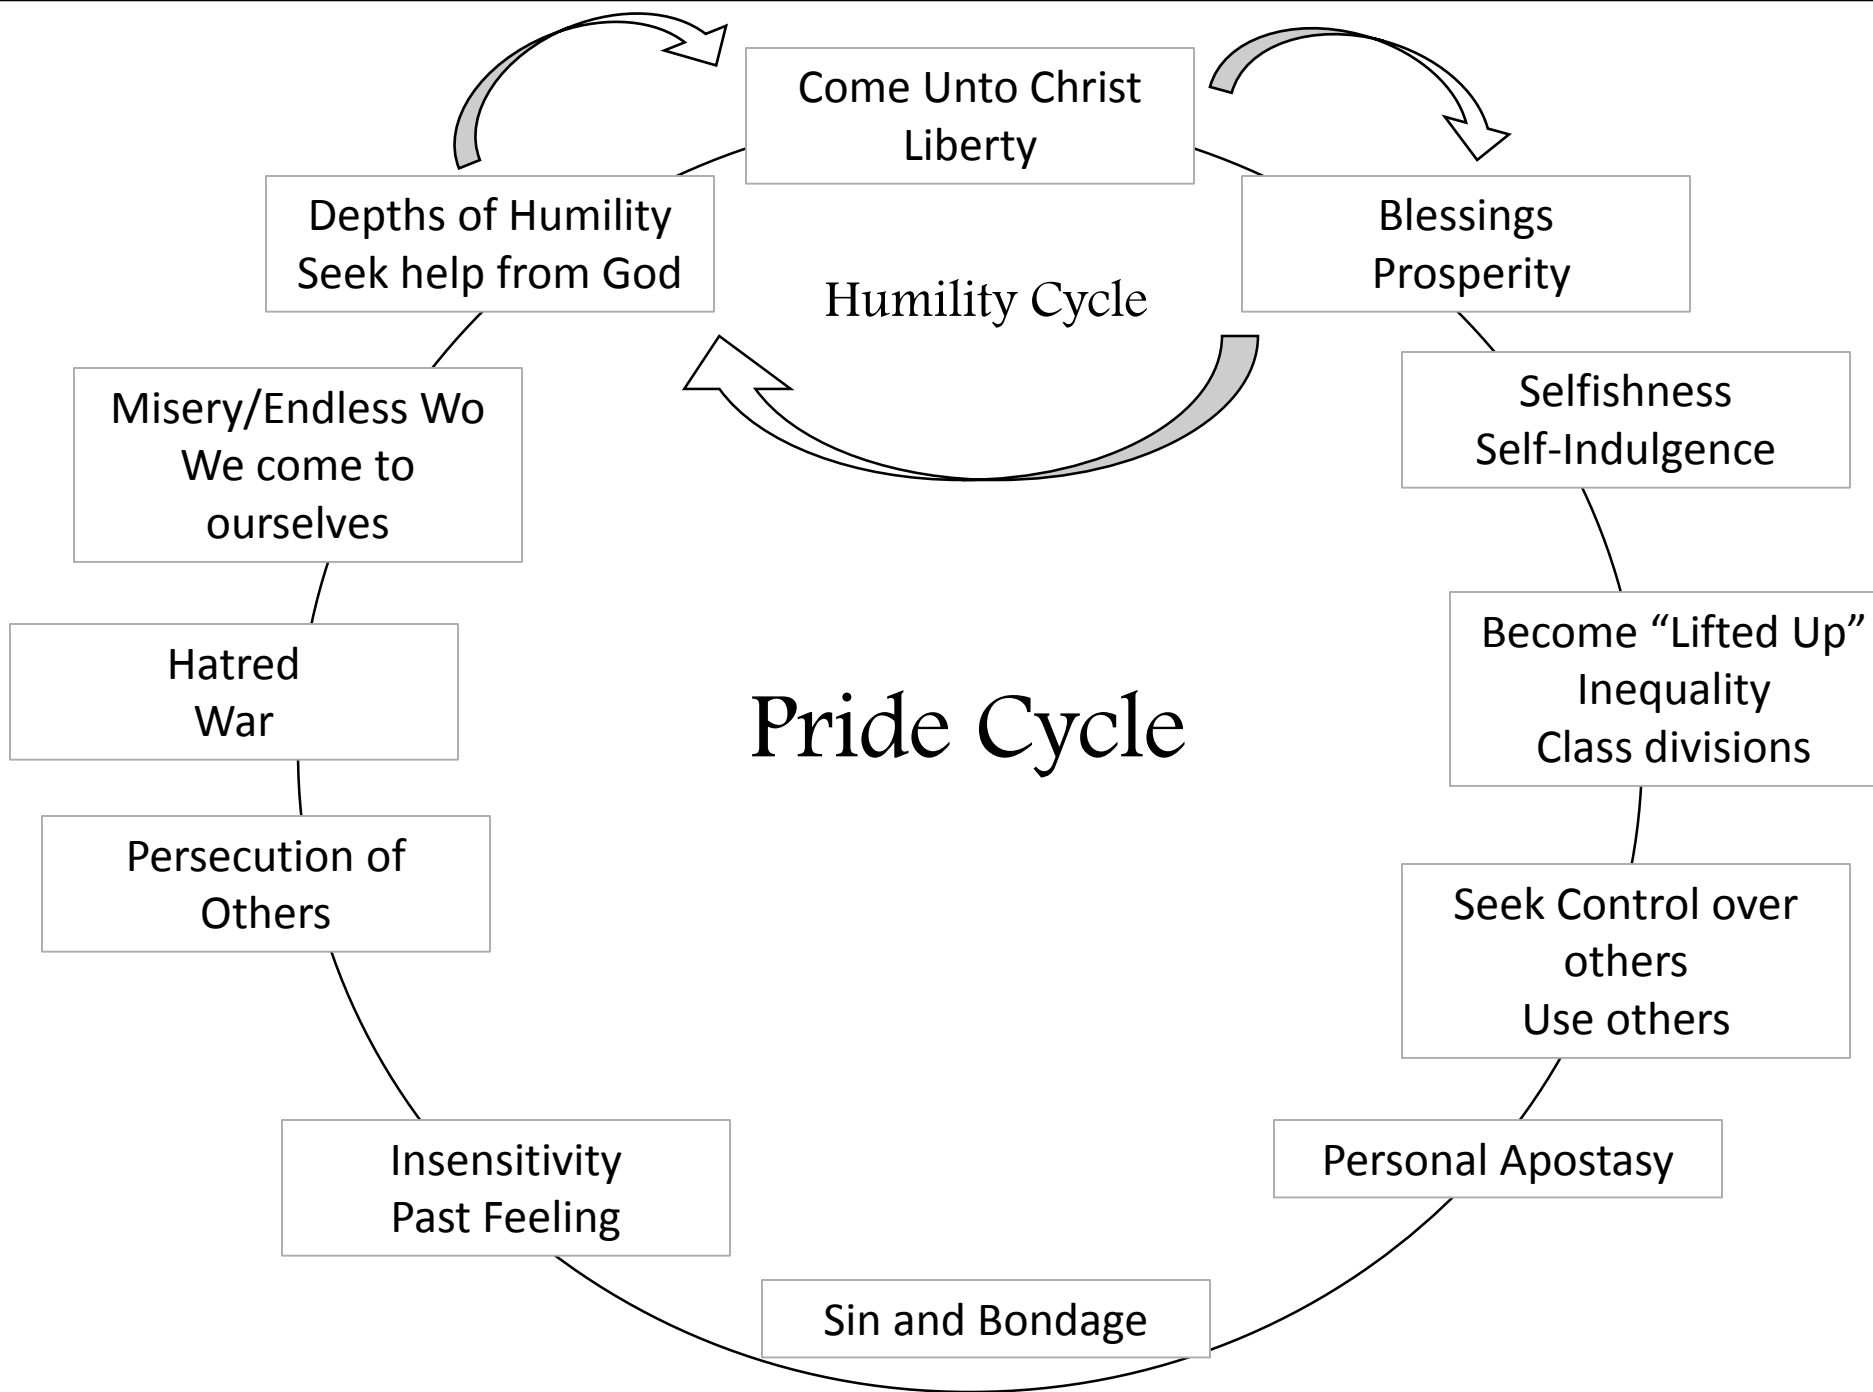 Come Unto Christ
Liberty
Blessings
Prosperity
Selfishness
Self-Indulgence
Become “Lifted Up”
Inequality
Class divisions
Seek Control over
others
Use others
Personal Apostasy
Sin and Bondage
Insensitivity
Past Feeling
Persecution of
Others
Hatred
War
Misery/Endless Wo
We come to
ourselves
Depths of Humility
Seek help from God
Humility Cycle
Pride Cycle